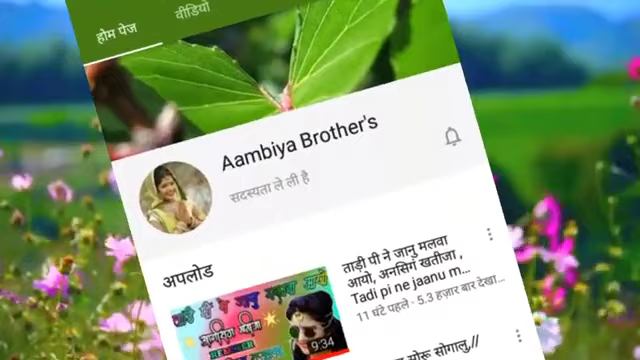 होम पेज
वीडियो
Aambiya Brother's
सदस्यता ले ली है
अपलोड
ताड़ी पी ने जानु मलवा
आयो, अनसिगं खतीजा ,
Tadi pi ne jaanu m...
11 घंटे पहले - 5.3 हज़ार बार देखा...
9:34
सोगालु,//